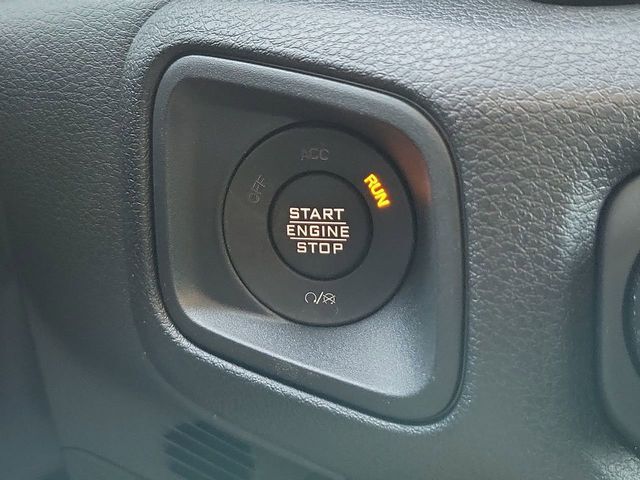 ACC
OFF
RUN
START
ENGINE
STOP